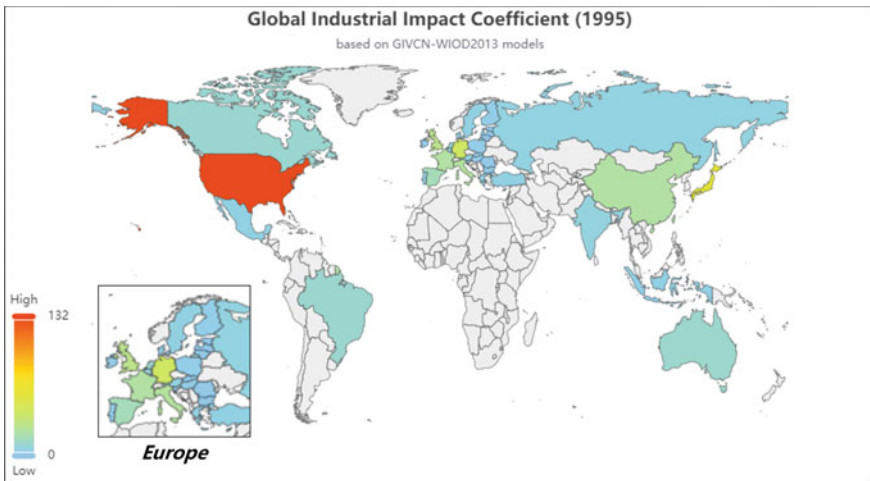 Global Industrial Impact Coefficient (1995)
based on GIVCN-WIOD2013 models
High
132
0
Low
Europe